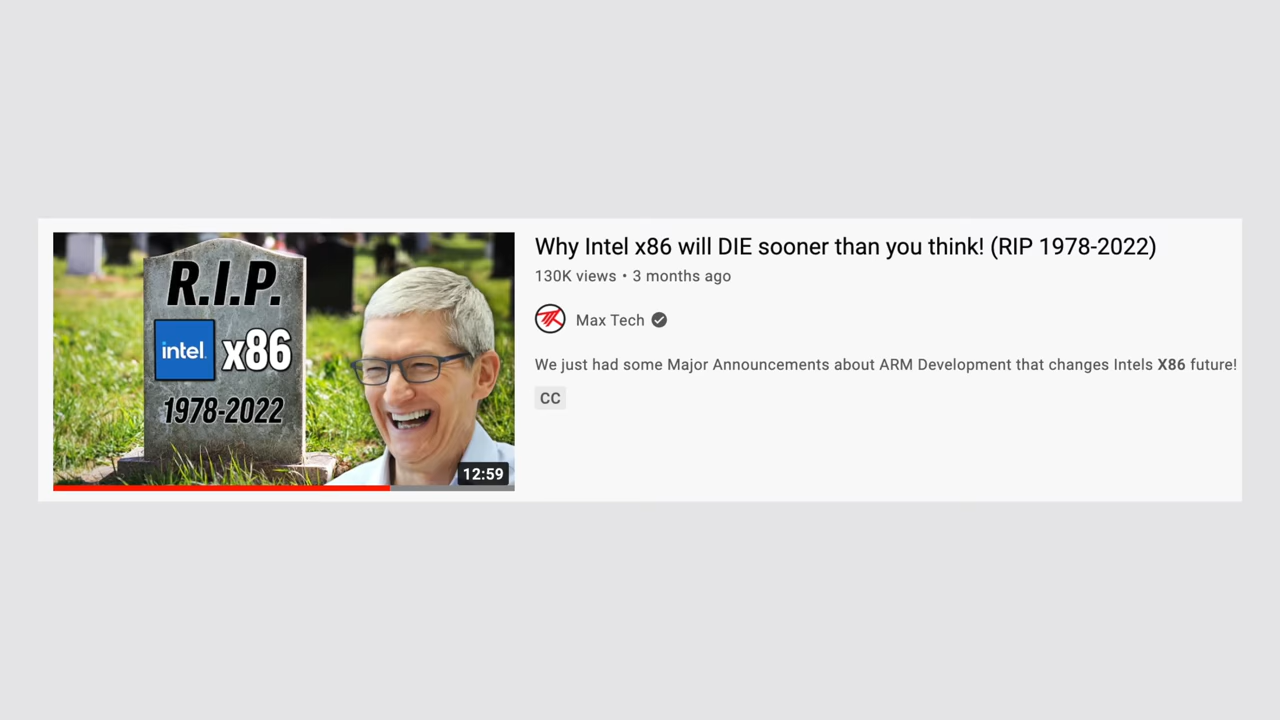 R.I.P.
intel. x86
1978-2022
12:59
Why Intel x86 will DIE sooner than you think! (RIP 1978-2022)
130K views • 3 months ago
Max Tech
We just had some Major Announcements about ARM Development that changes Intels X86 future!
CC